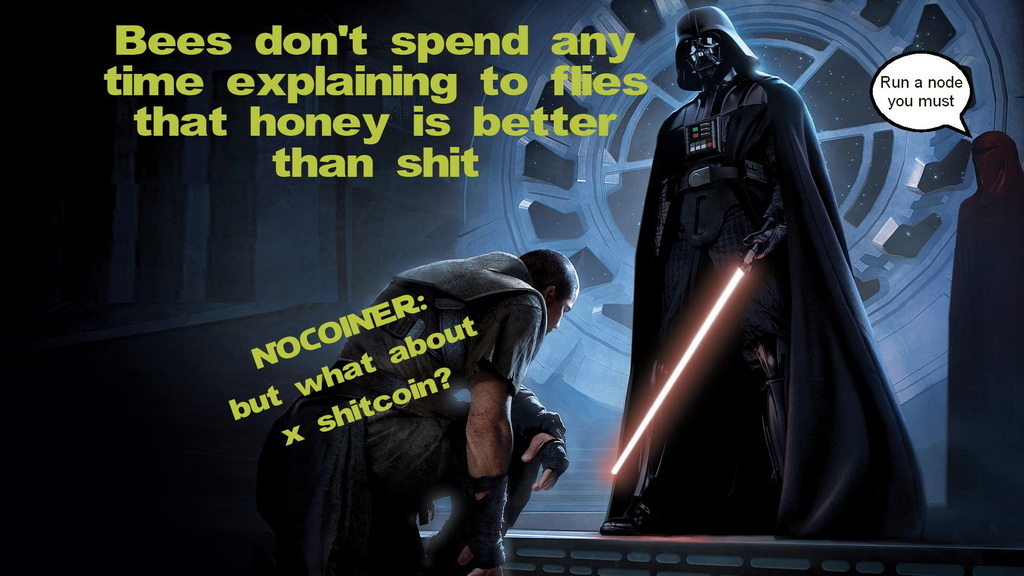 Bees don't spend any
time explaining to flies
that honey is better
than shit
Run a node
you must
NOCOINER:
but what about
x shitcoin?